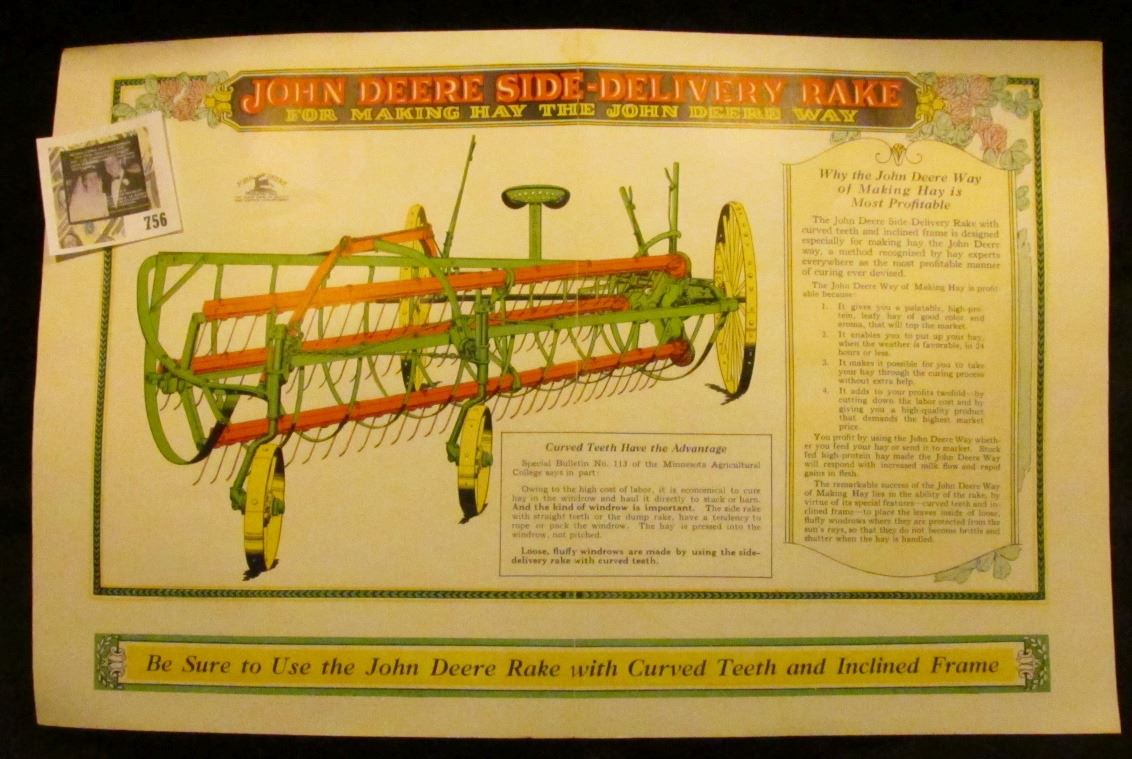 JOHN DEERE SIDE-DELIVERY RAKE
FOR MAKING HAY THE JOHN DEERE WAY
756
Why the John Deere Way
of Making Hay is
Most Profitable
The John Deere Side Delivery Rake with
curved teeth and inclined frame is designed
especially for making hay the John Deere
way, a method recognized by hay experts
everywhere as the most profitable manner
of curing ever devised.
The John Deere Way of Making Hay is profit-
able because:
1. It gives you a palatable, high-pro-
tein, leafy hay of good color and
aroma, that will top the market.
2. It enables you to put up your hay,
when the weather is favorable, in 24
hours or less.
3. It makes it possible for you to take
your hay through the curing process
without extra help.
4. It adds to your profits twofold—by
cutting down the labor cost and by
giving you a high-quality product
that demands the highest market
price.
You profit by using the John Deere Way wheth-
er you feed your hay or send it to market. Stock
fed high-protein hay made the John Deere Way
will respond with increased milk flow and rapid
gains in flesh.
The remarkable success of the John Deere Way
of Making Hay lies in the ability of the rake, by
virtue of its special features—curved teeth and in-
clined frame—to place the leaves inside of loose,
fluffy windrows where they are protected from the
sun's rays, so that they do not become brittle and
shatter when the hay is handled.
Curved Teeth Have the Advantage
Special Bulletin No. 113 of the Minnesota Agricultural
College says in part:
Owing to the high cost of labor, it is economical to cure
hay in the windrow and haul it directly to stack or barn.
And the kind of windrow is important. The side rake
with straight teeth or the dump rake, have a tendency to
rope or pack the windrow. The hay is pressed into the
windrow, not pitched.
Loose, fluffy windrows are made by using the side-
delivery rake with curved teeth.
Be Sure to Use the John Deere Rake with Curved Teeth and Inclined Frame